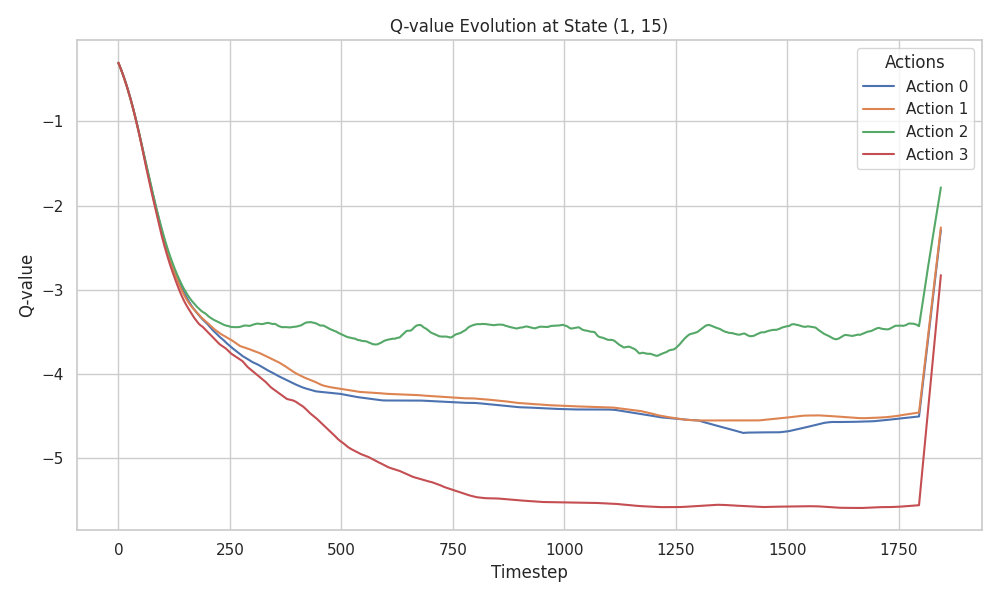 Q-value Evolution at State (1, 15)
Actions
Action 0
Action 1
Action 2
Action 3
Q-value
−1
−2
−3
−4
−5
0 250 500 750 1000 1250 1500 1750
Timestep